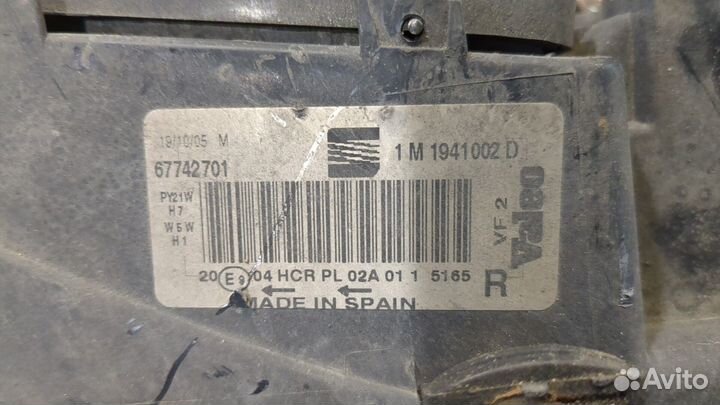 19/10/05 M
67742701
1 M 1941002 D
PY21W
H7
W5W
H1
Valeo
VF 2
20 E9 04 HCR PL 02A 01 1 5165
R
MADE IN SPAIN
Avito